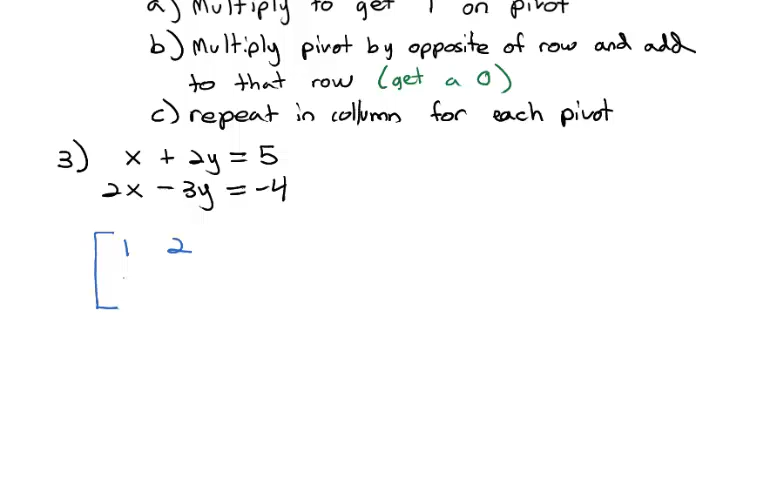 a) Multiply to get 1 on pivot
b) Multiply pivot by opposite of row and add
to that row (get a 0)
c) repeat in collumn for each pivot
3) x + 2y = 5
2x - 3y = -4
[ 1 2